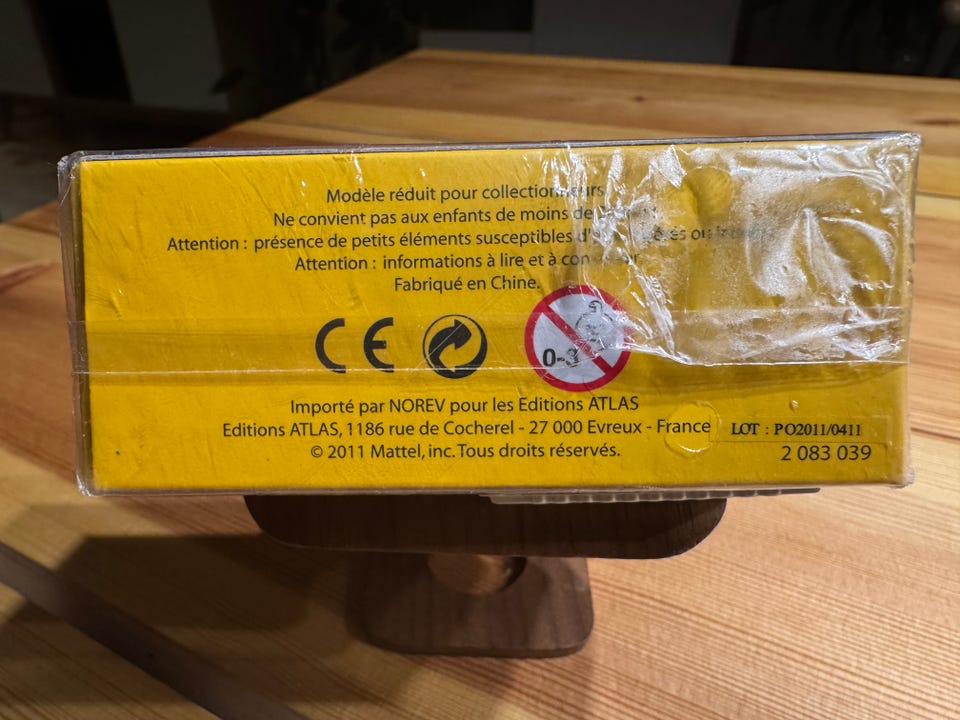 Modèle réduit pour collectionneurs
Ne convient pas aux enfants de moins de
Attention : présence de petits éléments susceptibles ou
Attention : informations à lire et à conserver
Fabriqué en Chine.
CE
0-3
Importé par NOREV pour les Editions ATLAS
Editions ATLAS, 1186 rue de Cocherel - 27 000 Evreux - France
LOT : PO2011/0411
© 2011 Mattel, inc. Tous droits réservés.
2 083 039